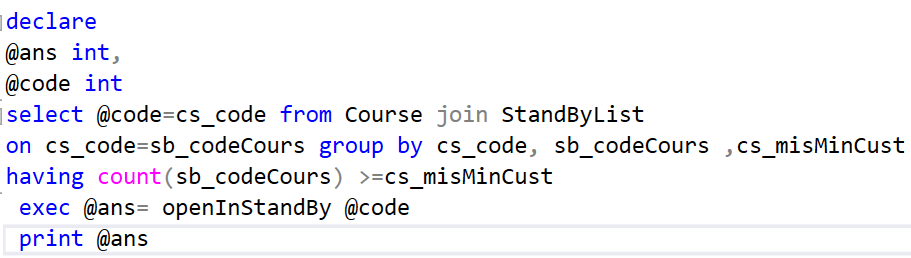 declare
@ans int,
@code int
select @code=cs_code from Course join StandByList
on cs_code=sb_codeCours group by cs_code, sb_codeCours ,cs_misMinCust
having count(sb_codeCours) >=cs_misMinCust
exec @ans= openInStandBy @code
print @ans